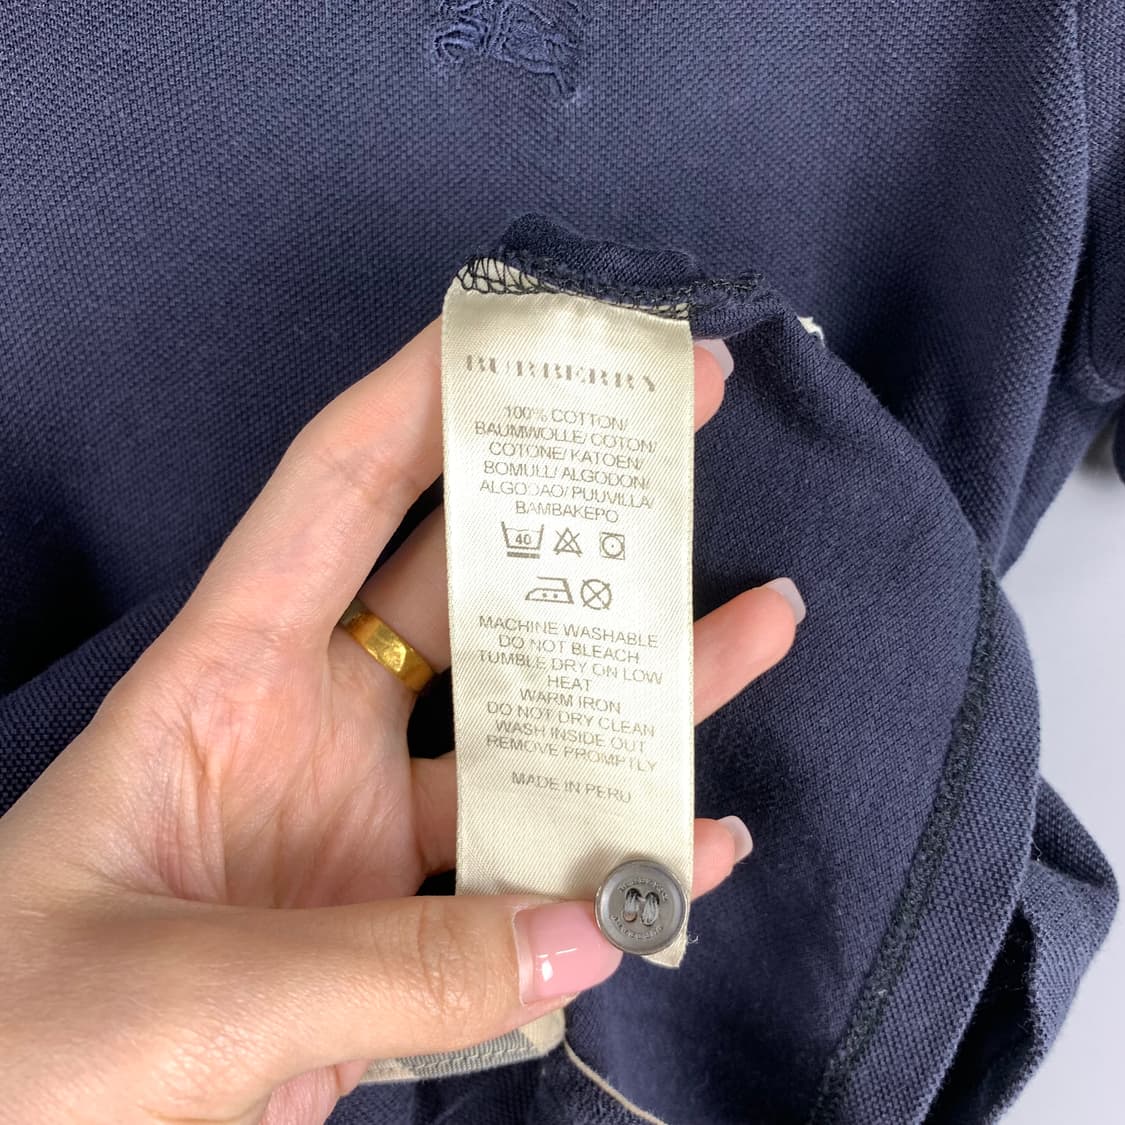 BURBERRY
100% COTTON/
BAUMWOLLE/ COTON/
COTONE/ KATOEN/
BOMULL/ ALGODON/
ALGODAO/ PUUVILLA/
BAMBAKEPO
40
MACHINE WASHABLE
DO NOT BLEACH
TUMBLE DRY ON LOW
HEAT
WARM IRON
DO NOT DRY CLEAN
WASH INSIDE OUT
REMOVE PROMPTLY
MADE IN PERU